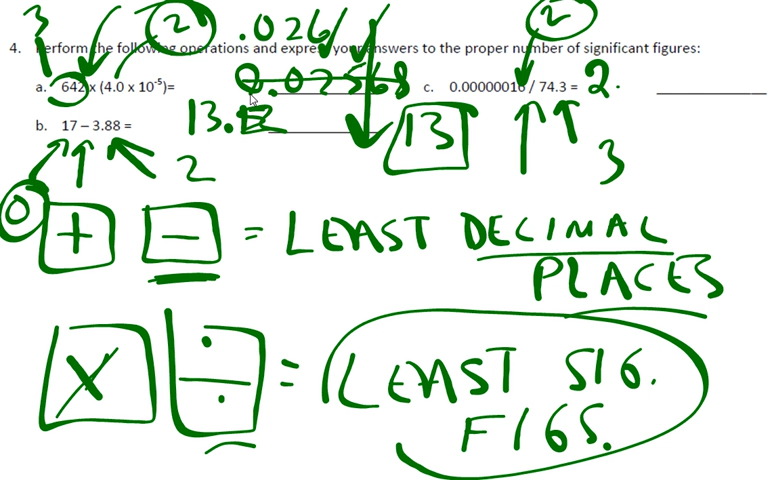 3
2
.026
2
4. Perform the following operations and express your answers to the proper number of significant figures:
a. 642 x (4.0 x 10⁻⁵)=
0.02568
c. 0.00000016 / 74.3 =
2.
b. 17 – 3.88 =
13.
13
2
3
0
+ − = LEAST DECIMAL
PLACES
X ÷ = LEAST SIG.
FIGS.